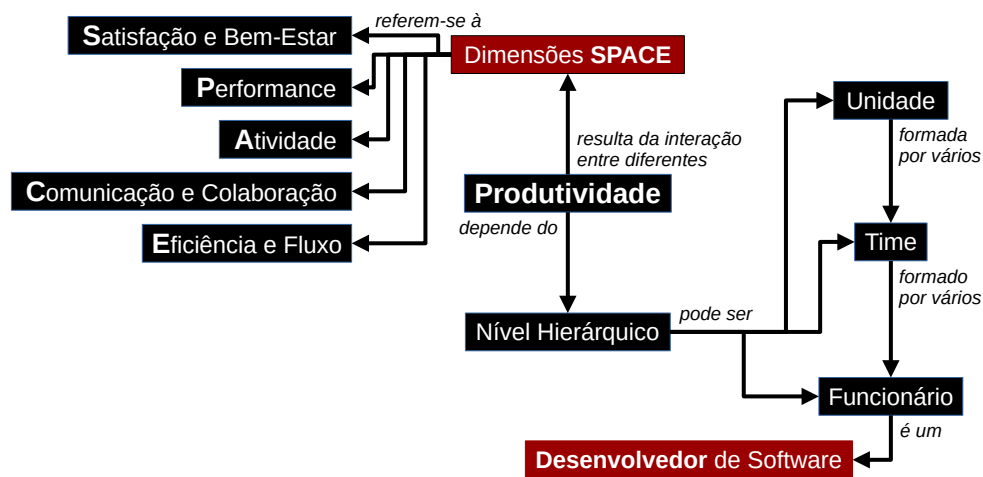 referem-se à
Satisfação e Bem-Estar
Dimensões SPACE
Performance
Unidade
Atividade
resulta da interação
entre diferentes
formada
por vários
Comunicação e Colaboração
Produtividade
depende do
Eficiência e Fluxo
Time
formado
por vários
pode ser
Nível Hierárquico
Funcionário
é um
Desenvolvedor de Software